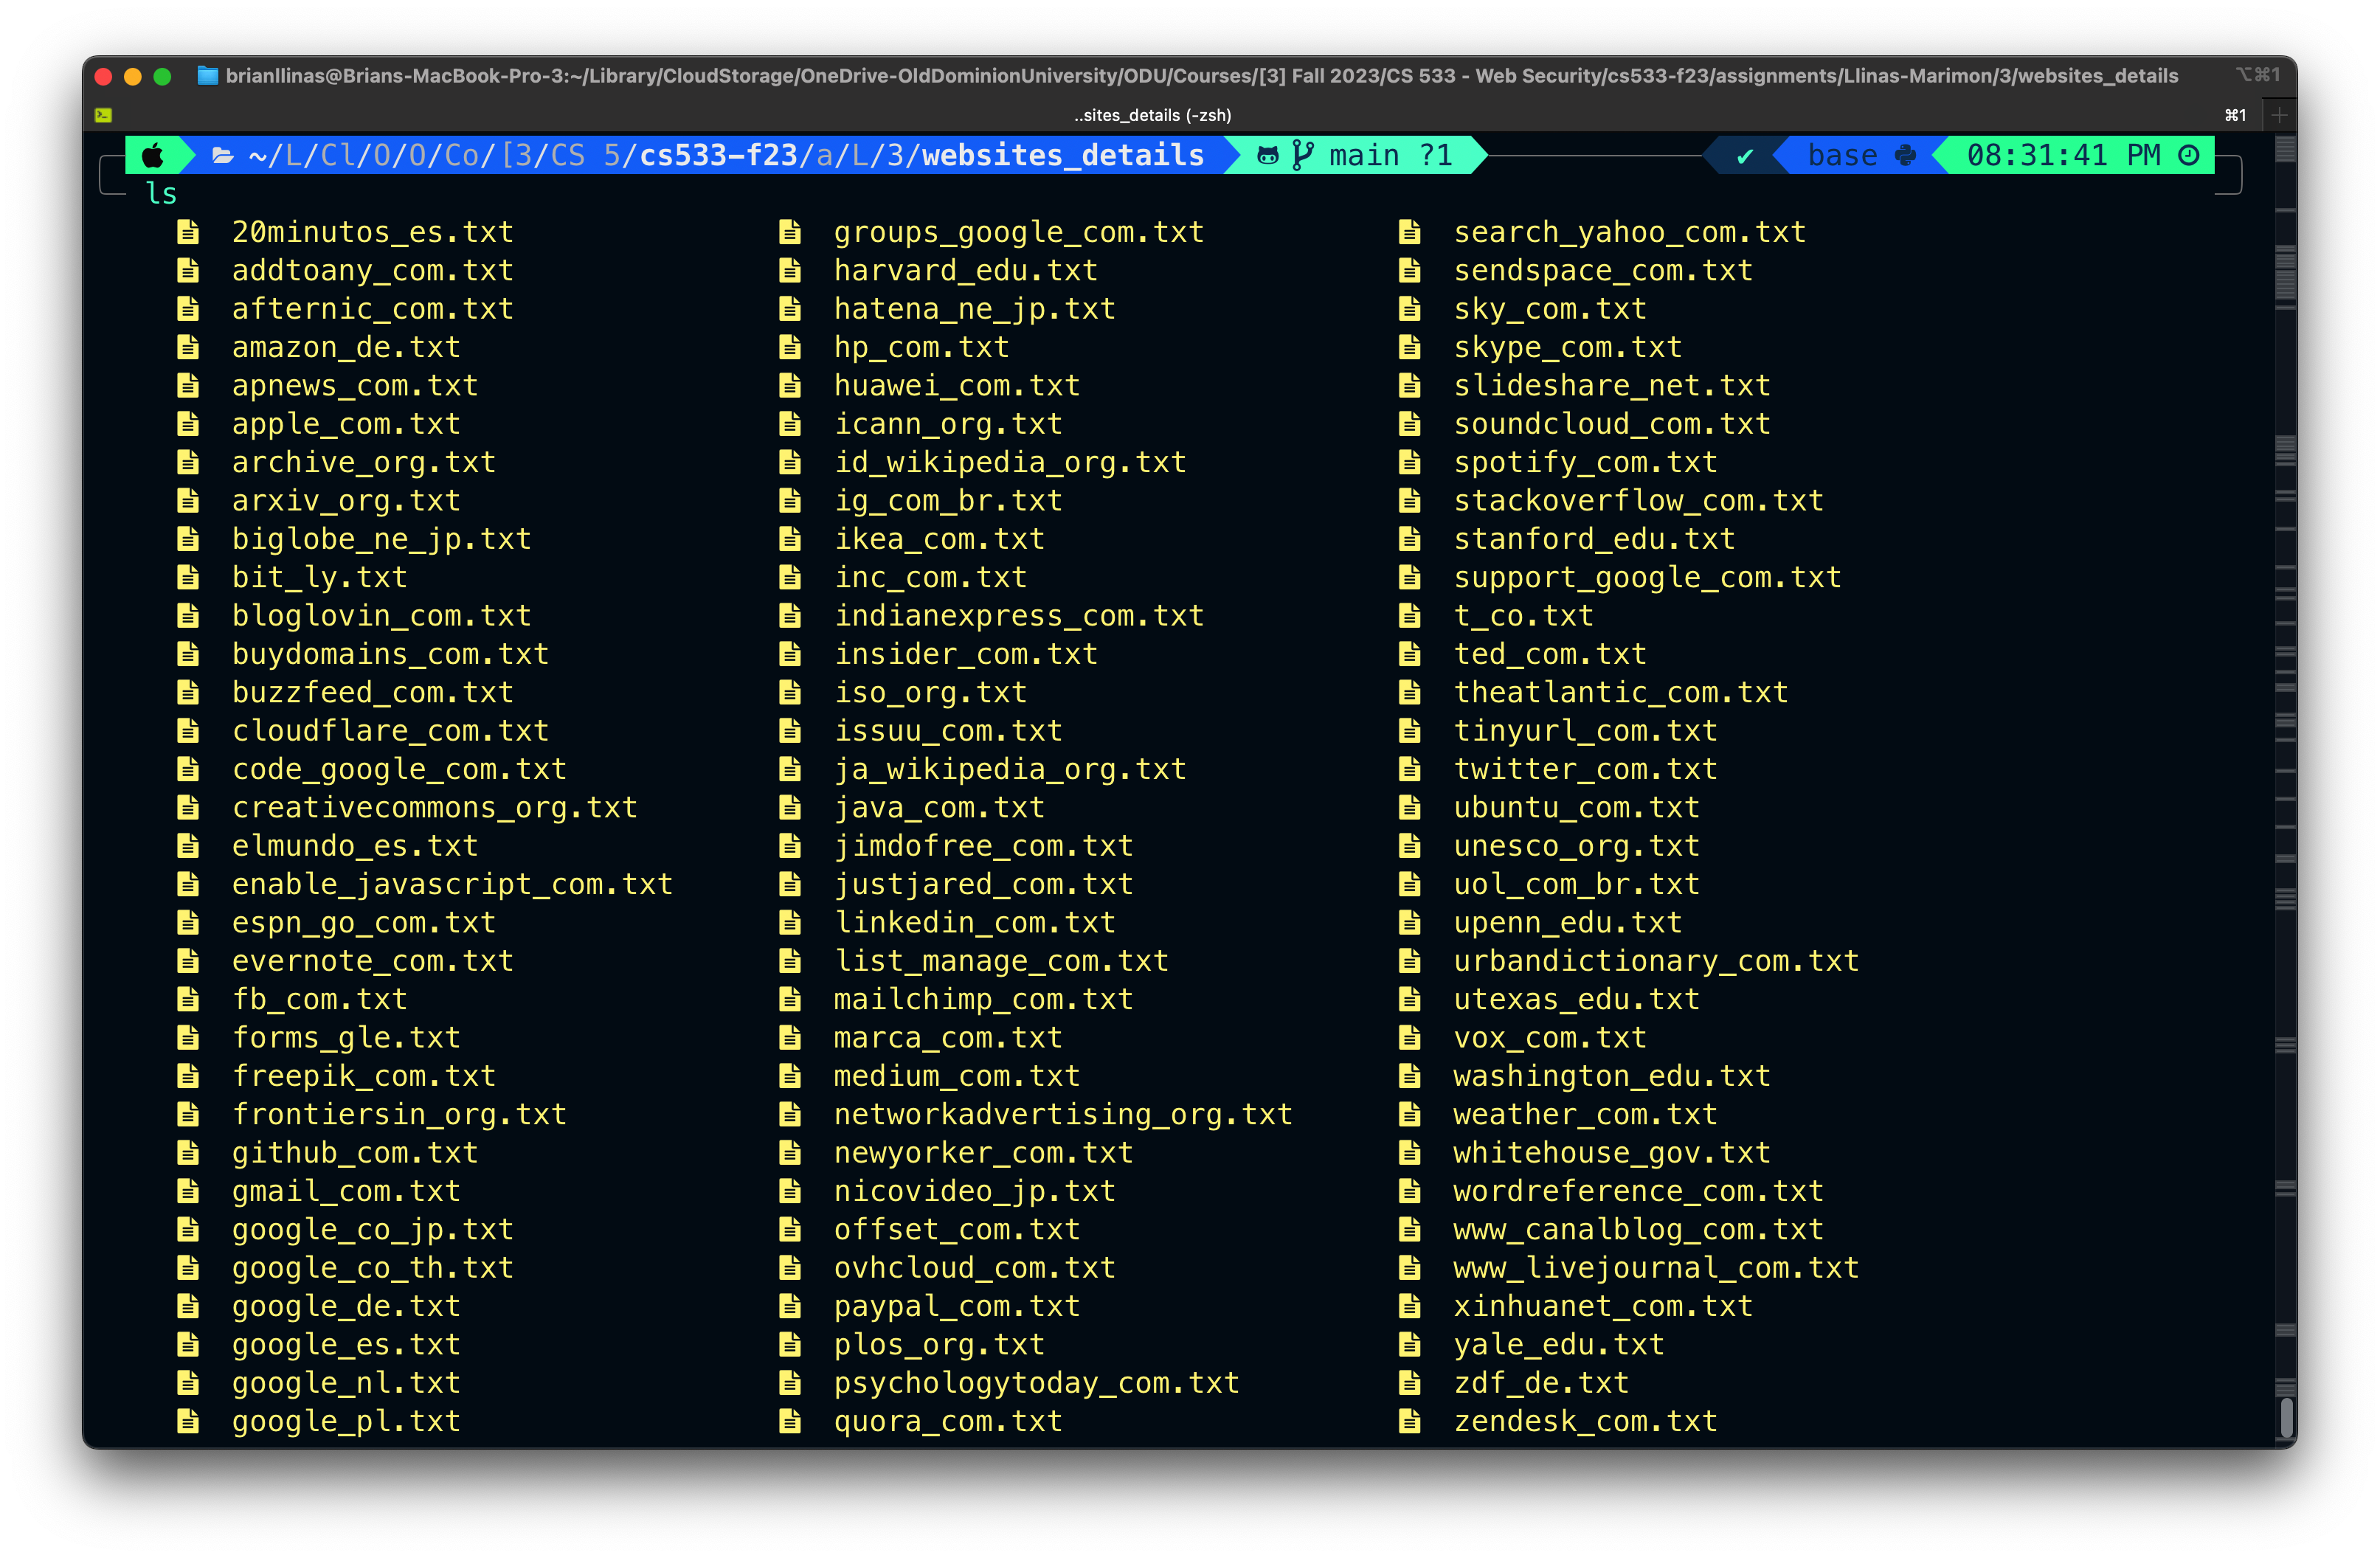 brianllinas@Brians-MacBook-Pro-3:~/Library/CloudStorage/OneDrive-OldDominionUniversity/ODU/Courses/[3] Fall 2023/CS 533 - Web Security/cs533-f23/assignments/Llinas-Marimon/3/websites_details ⌥⌘1
..sites_details (-zsh) ⌘1
~/L/Cl/O/O/Co/[3/CS 5/cs533-f23/a/L/3/websites_details main ?1 ✔ base 08:31:41 PM
ls
20minutos_es.txt groups_google_com.txt search_yahoo_com.txt
addtoany_com.txt harvard_edu.txt sendspace_com.txt
afternic_com.txt hatena_ne_jp.txt sky_com.txt
amazon_de.txt hp_com.txt skype_com.txt
apnews_com.txt huawei_com.txt slideshare_net.txt
apple_com.txt icann_org.txt soundcloud_com.txt
archive_org.txt id_wikipedia_org.txt spotify_com.txt
arxiv_org.txt ig_com_br.txt stackoverflow_com.txt
biglobe_ne_jp.txt ikea_com.txt stanford_edu.txt
bit_ly.txt inc_com.txt support_google_com.txt
bloglovin_com.txt indianexpress_com.txt t_co.txt
buydomains_com.txt insider_com.txt ted_com.txt
buzzfeed_com.txt iso_org.txt theatlantic_com.txt
cloudflare_com.txt issuu_com.txt tinyurl_com.txt
code_google_com.txt ja_wikipedia_org.txt twitter_com.txt
creativecommons_org.txt java_com.txt ubuntu_com.txt
elmundo_es.txt jimdofree_com.txt unesco_org.txt
enable_javascript_com.txt justjared_com.txt uol_com_br.txt
espn_go_com.txt linkedin_com.txt upenn_edu.txt
evernote_com.txt list_manage_com.txt urbandictionary_com.txt
fb_com.txt mailchimp_com.txt utexas_edu.txt
forms_gle.txt marca_com.txt vox_com.txt
freepik_com.txt medium_com.txt washington_edu.txt
frontiersin_org.txt networkadvertising_org.txt weather_com.txt
github_com.txt newyorker_com.txt whitehouse_gov.txt
gmail_com.txt nicovideo_jp.txt wordreference_com.txt
google_co_jp.txt offset_com.txt www_canalblog_com.txt
google_co_th.txt ovhcloud_com.txt www_livejournal_com.txt
google_de.txt paypal_com.txt xinhuanet_com.txt
google_es.txt plos_org.txt yale_edu.txt
google_nl.txt psychologytoday_com.txt zdf_de.txt
google_pl.txt quora_com.txt zendesk_com.txt